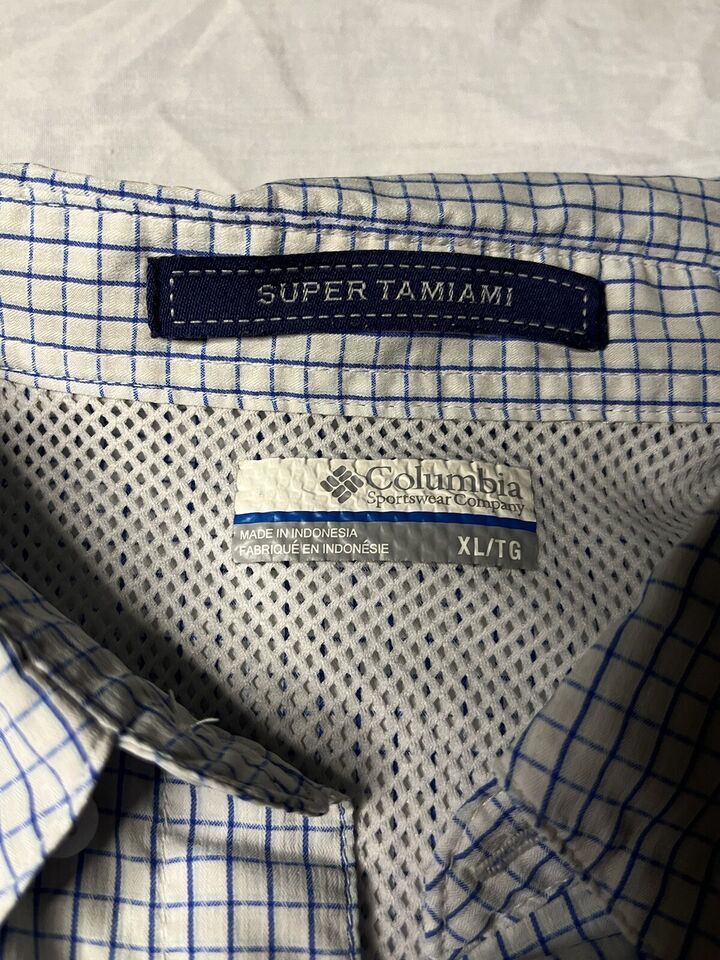 SUPER TAMIAMI
Columbia
Sportswear Company
MADE IN INDONESIA
FABRIQUÉ EN INDONÉSIE
XL/TG